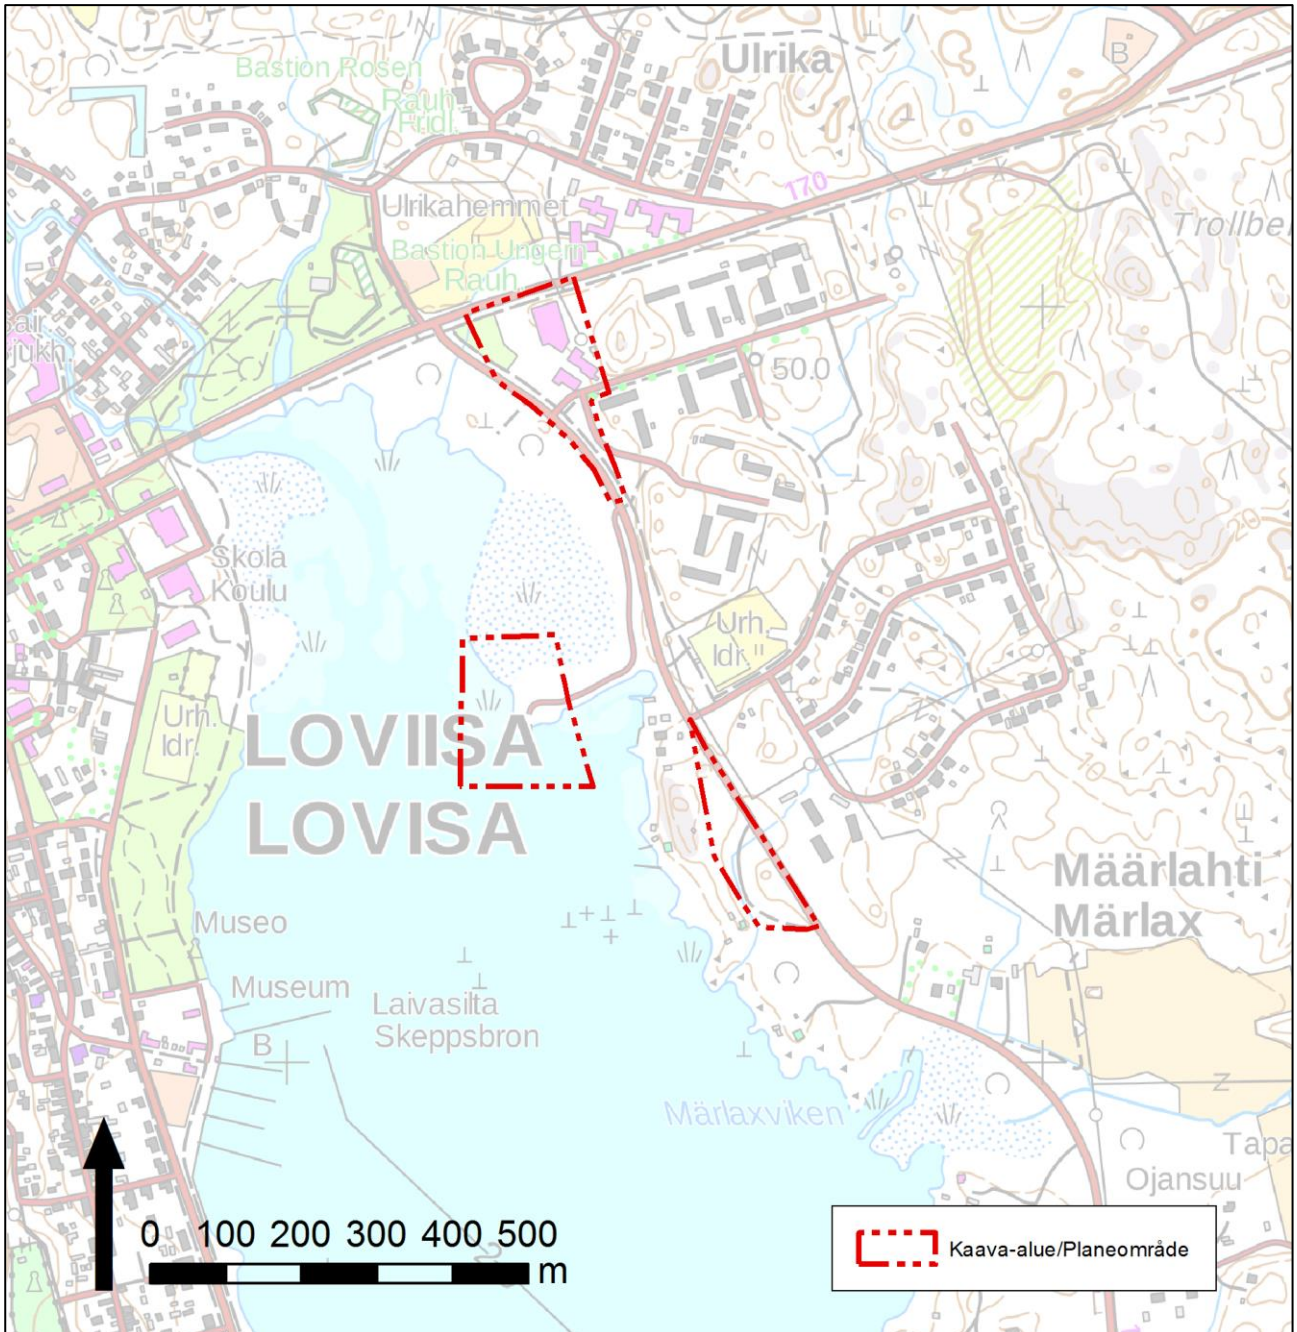 Ulrika
B
Bastion Rosen
Rauh.
Fridl.
170
Ulrikahemmet
Trollbe
Bastion Ungern
Rauh.
50.0
Skola
Koulu
Urh.
Idr.
20
Urh.
Idr.
LOVIISA
LOVISA
10
Määrlahti
Märlax
Museo
Museum
Laivasilta
Skeppsbron
B
Märlaxviken
Tapa
Ojansuu
0 100 200 300 400 500
m
Kaava-alue/Planeområde